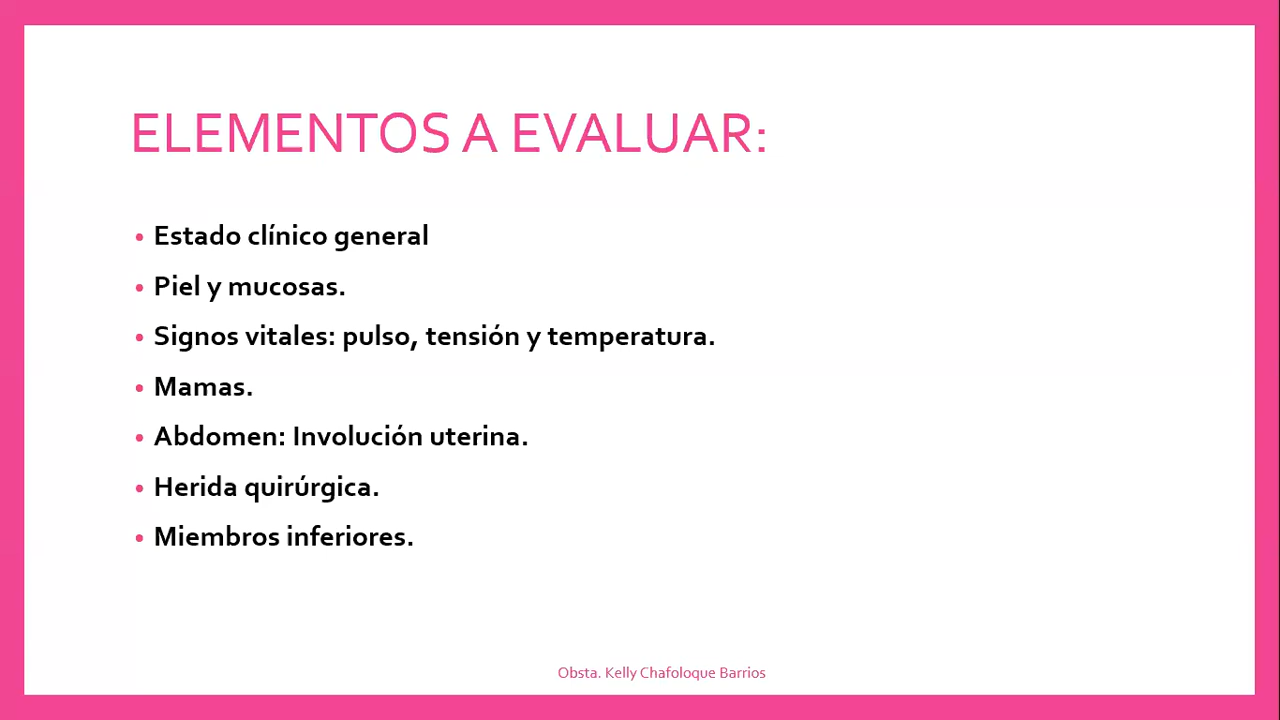 ELEMENTOS A EVALUAR:
• Estado clínico general
• Piel y mucosas.
• Signos vitales: pulso, tensión y temperatura.
• Mamas.
• Abdomen: Involución uterina.
• Herida quirúrgica.
• Miembros inferiores.
Obsta. Kelly Chafoloque Barrios